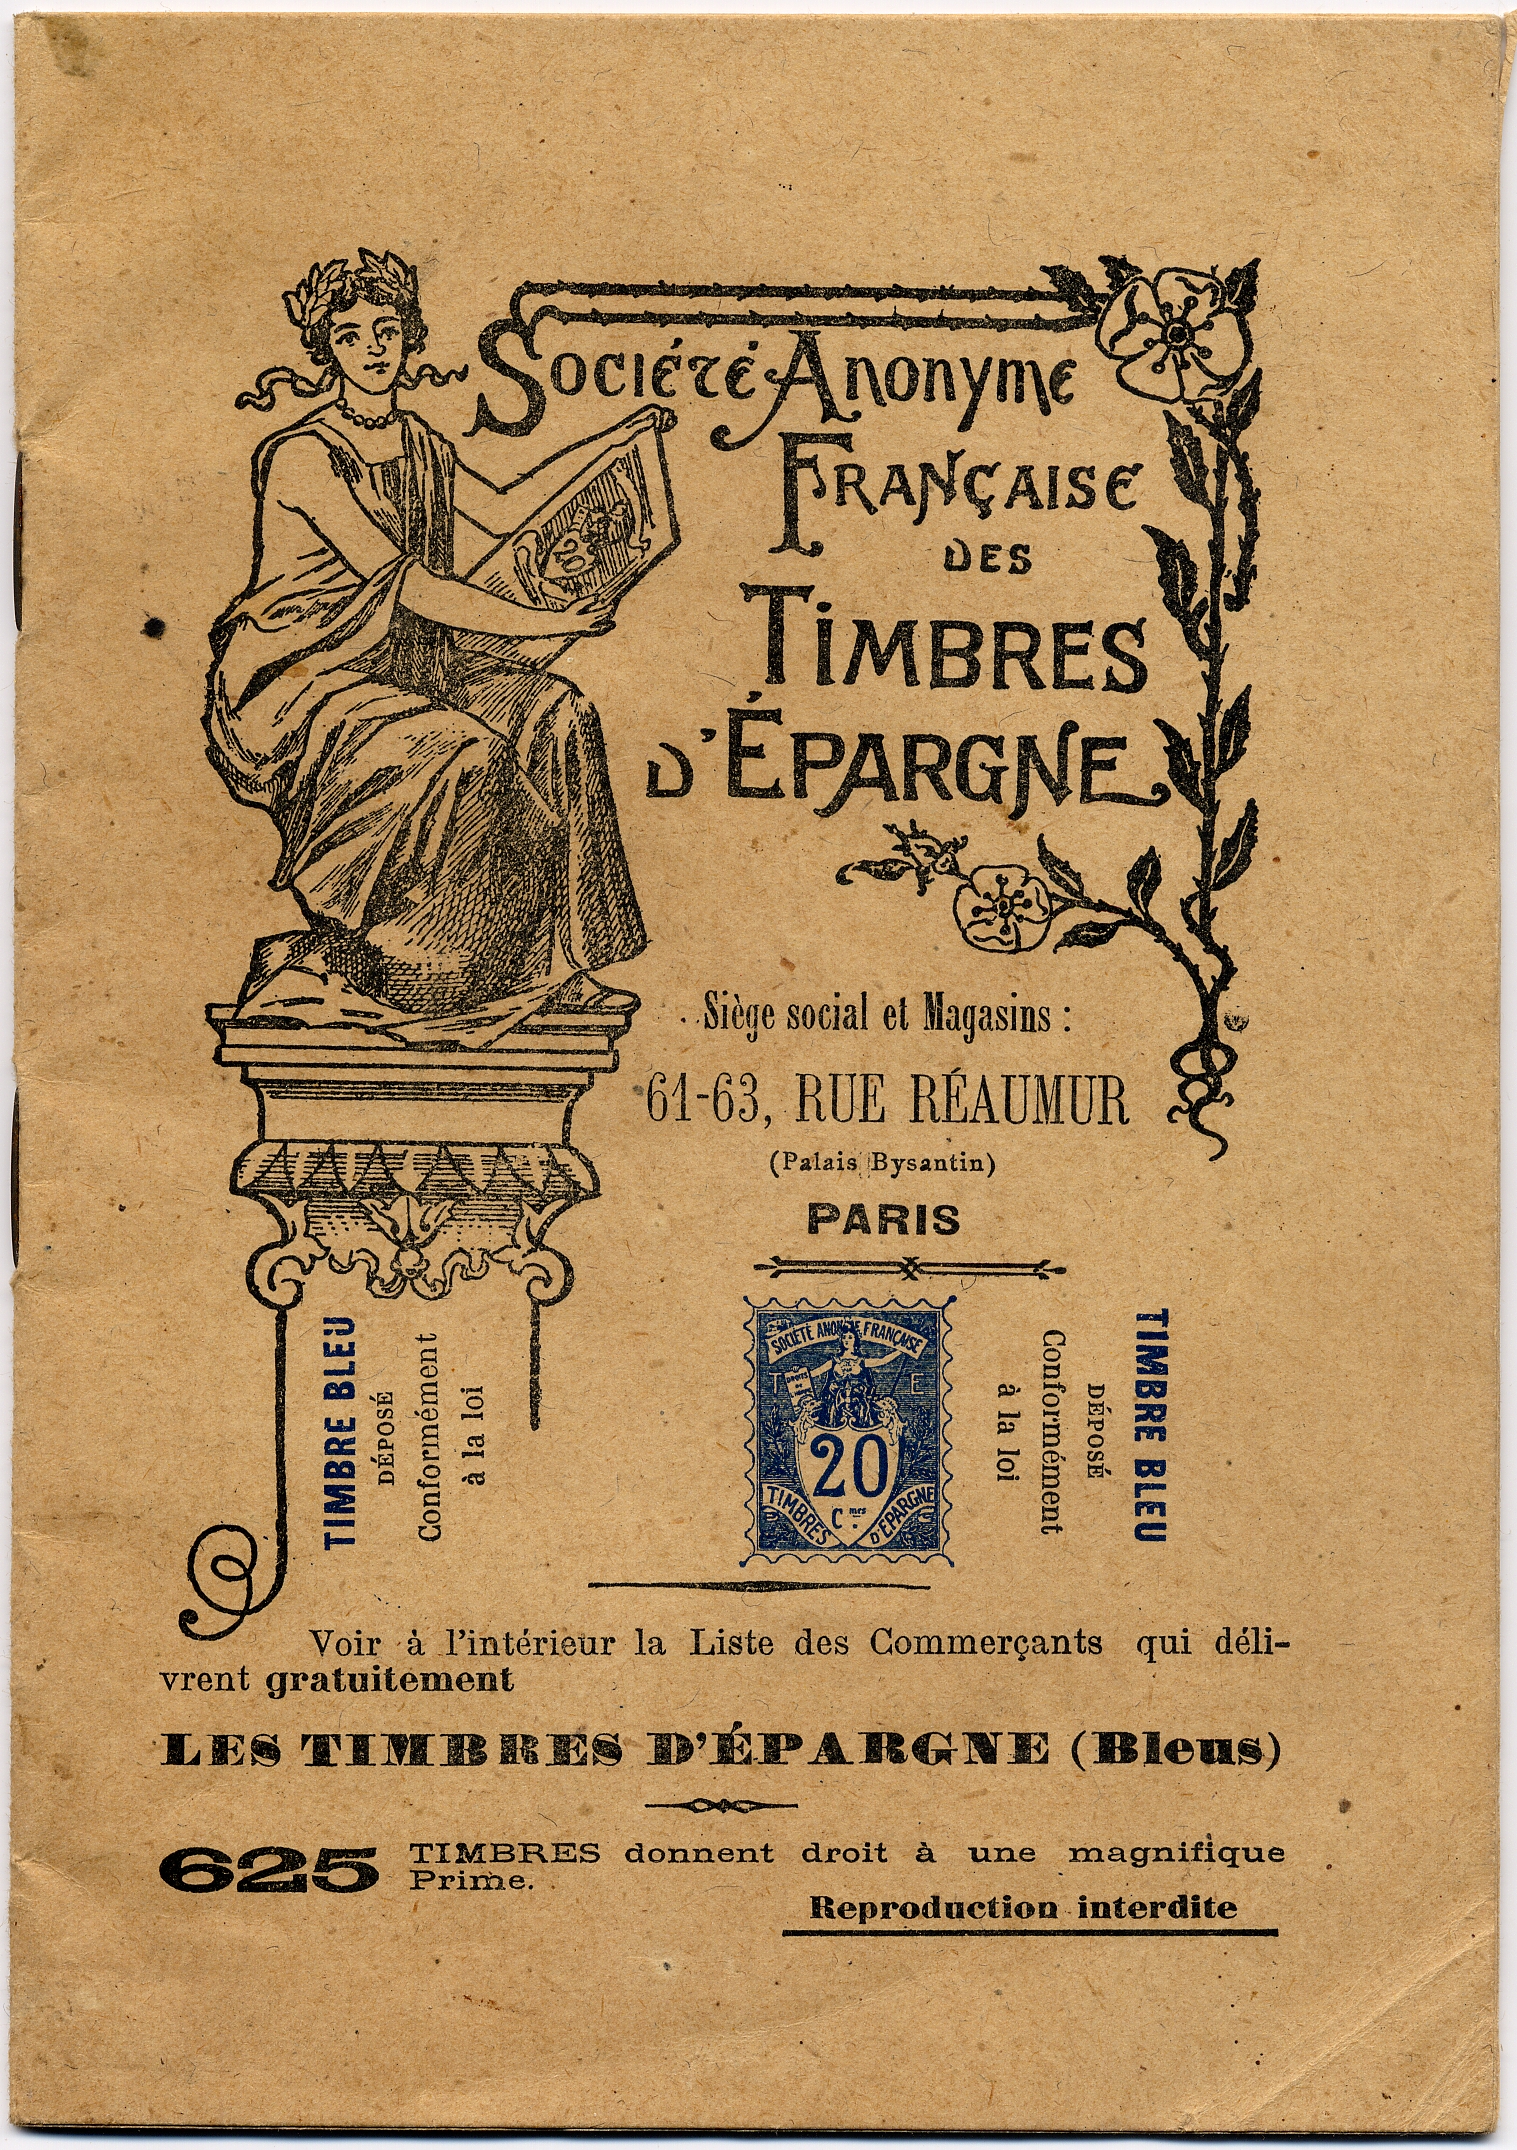 Société Anonyme
Française
des
Timbres
d'Épargne
Siège social et Magasins :
61-63, RUE RÉAUMUR
(Palais Bysantin)
PARIS
TIMBRE BLEU
DÉPOSÉ
Conformément
à la loi
20
SOCIÉTÉ ANONYME FRANÇAISE
DROITS
T E
20
Cmes
TIMBRES D'ÉPARGNE
TIMBRE BLEU
DÉPOSÉ
Conformément
à la loi
Voir à l'intérieur la Liste des Commerçants qui déli-
vrent gratuitement
LES TIMBRES D'ÉPARGNE (Bleus)
625 TIMBRES donnent droit à une magnifique
Prime.
Reproduction interdite